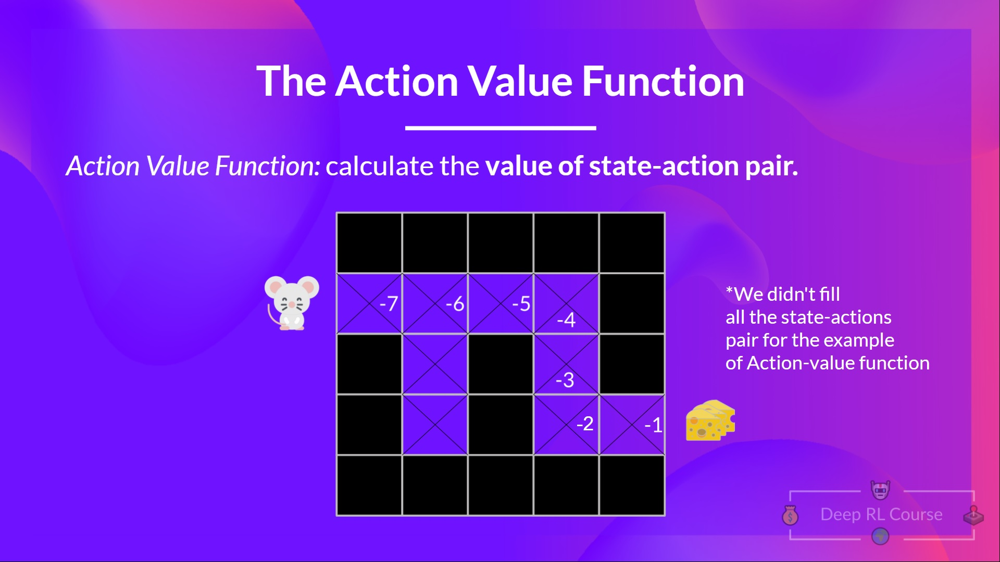 The Action Value Function
Action Value Function: calculate the value of state-action pair.
-7 -6 -5
-4
-3
-2 -1
*We didn't fill
all the state-actions
pair for the example
of Action-value function
$
Deep RL Course